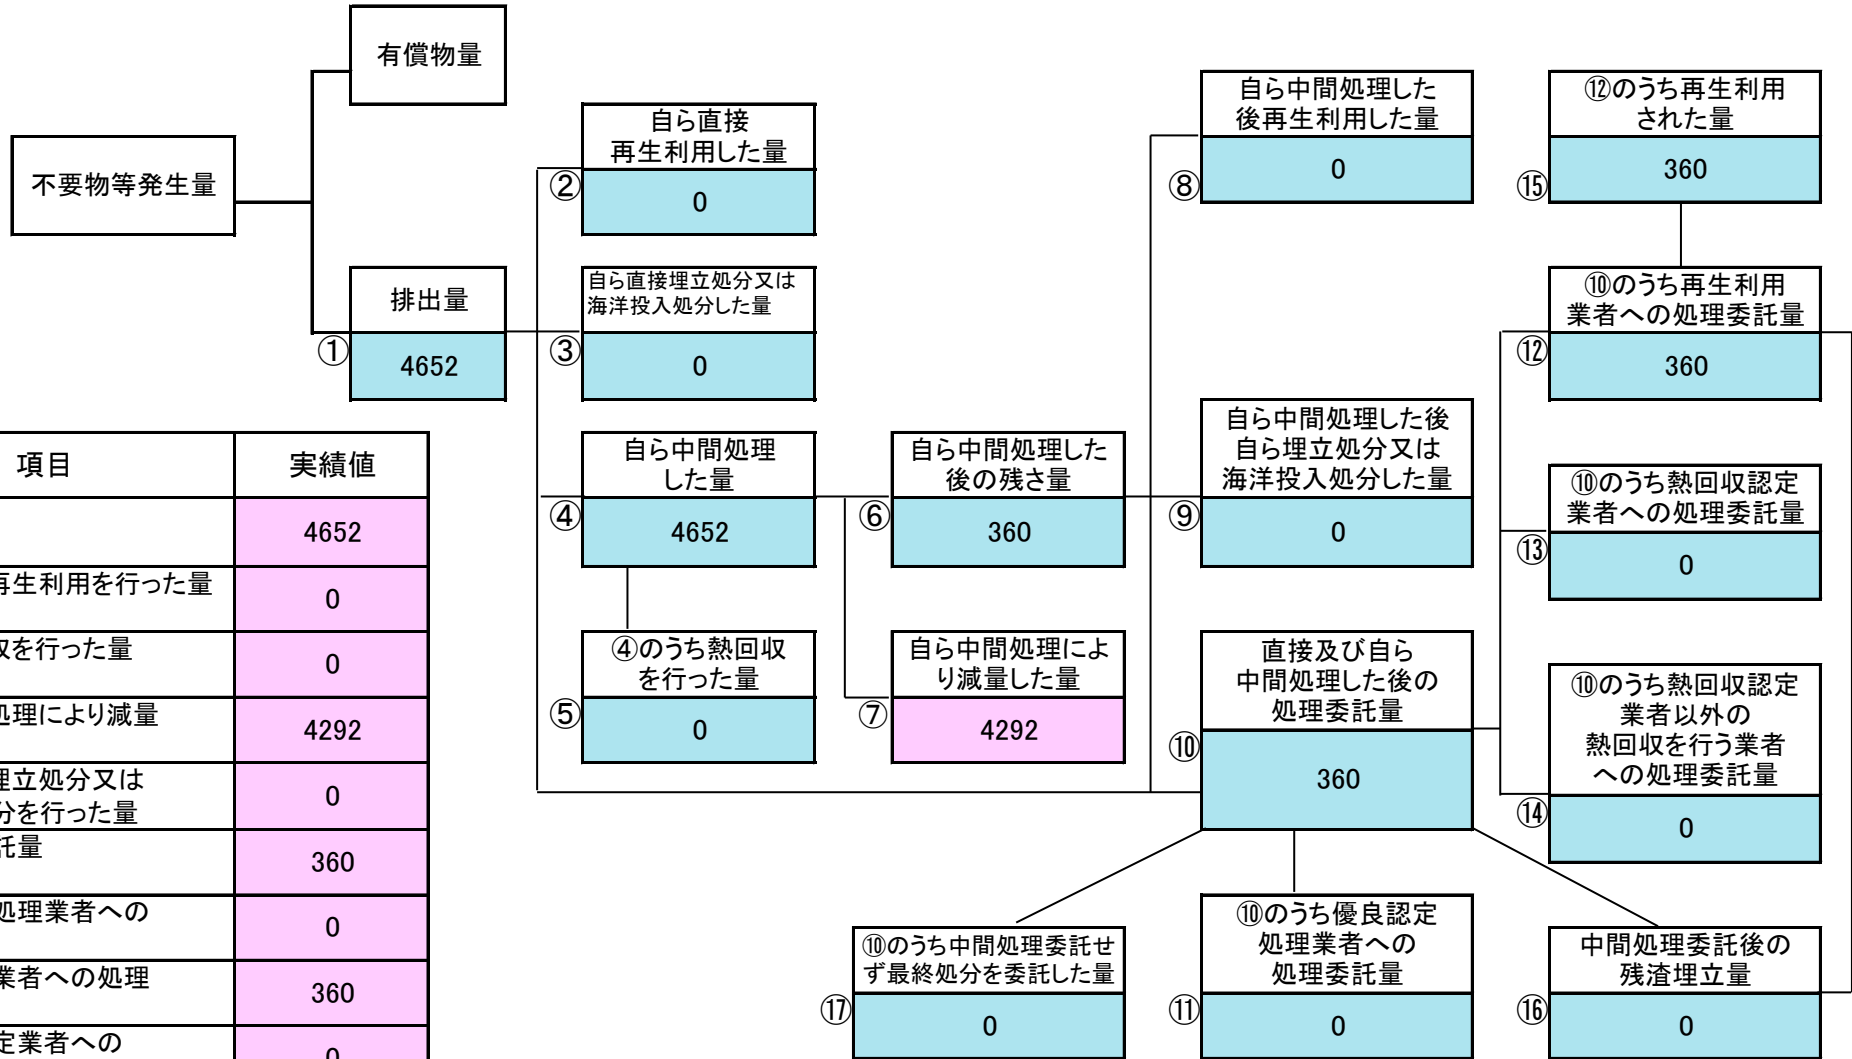 有償物量
不要物等発生量
排出量
①
4652
自ら直接
再生利用した量
②
0
自ら直接埋立処分又は
海洋投入処分した量
③
0
自ら中間処理
した量
④
4652
④のうち熱回収
を行った量
⑤
0
自ら中間処理した
後の残さ量
⑥
360
自ら中間処理によ
り減量した量
⑦
4292
自ら中間処理した
後再生利用した量
⑧
0
自ら中間処理した後
自ら埋立処分又は
海洋投入処分した量
⑨
0
直接及び自ら
中間処理した後の
処理委託量
⑩
360
⑫のうち再生利用
された量
⑮
360
⑩のうち再生利用
業者への処理委託量
⑫
360
⑩のうち熱回収認定
業者への処理委託量
⑬
0
⑩のうち熱回収認定
業者以外の
熱回収を行う業者
への処理委託量
⑭
0
⑩のうち中間処理委託せ
ず最終処分を委託した量
⑰
0
⑩のうち優良認定
処理業者への
処理委託量
⑪
0
中間処理委託後の
残渣埋立量
⑯
0
項目 実績値
4652
再生利用を行った量 0
を行った量 0
処理により減量 4292
埋立処分又は
分を行った量 0
託量 360
処理業者への 0
業者への処理 360
定業者への 0